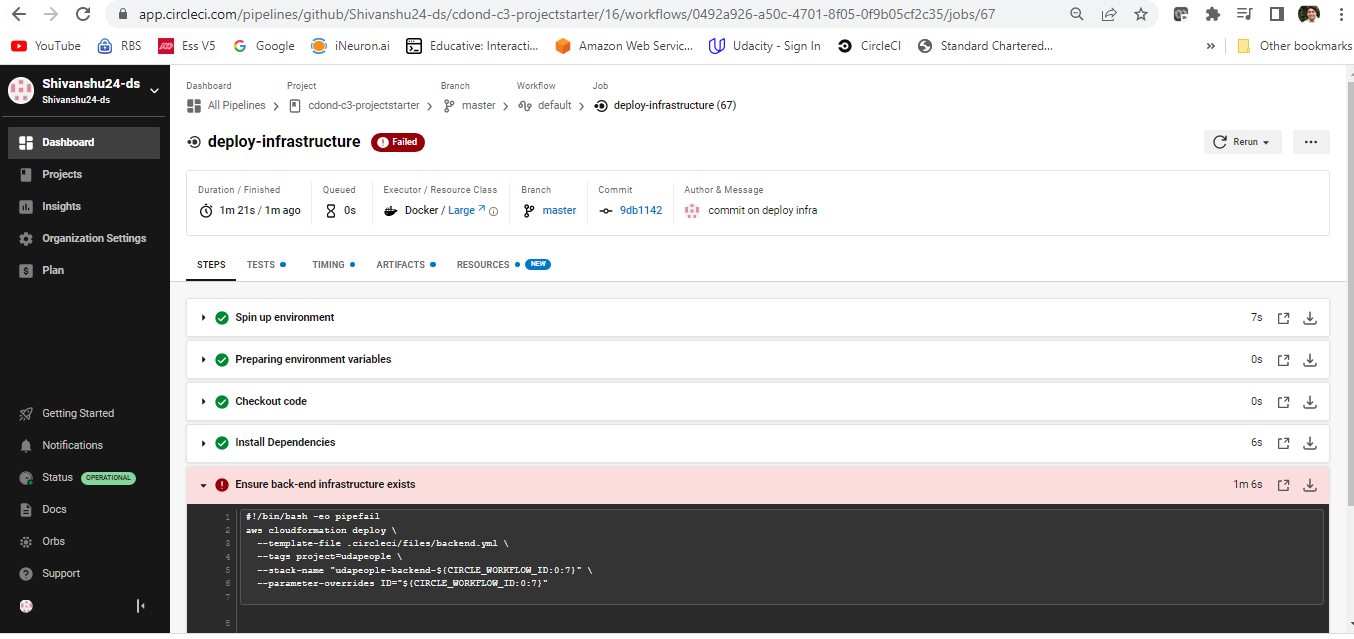 app.circleci.com/pipelines/github/Shivanshu24-ds/cdond-c3-projectstarter/16/workflows/0492a926-a50c-4701-8f05-0f9b05cf2c35/jobs/67
YouTube RBS Ess V5 Google iNeuron.ai Educative: Interacti... Amazon Web Servic... Udacity - Sign In CircleCI Standard Chartered... » Other bookmarks
Shivanshu24-ds
Shivanshu24-ds
Dashboard
Projects
Insights
Organization Settings
Plan
Getting Started
Notifications
Status OPERATIONAL
Docs
Orbs
Support
Dashboard Project Branch Workflow Job
All Pipelines cdond-c3-projectstarter master default deploy-infrastructure (67)
deploy-infrastructure Failed Rerun
Duration / Finished Queued Executor / Resource Class Branch Commit Author & Message
1m 21s / 1m ago 0s Docker / Large master 9db1142 commit on deploy infra
STEPS TESTS TIMING ARTIFACTS RESOURCES NEW
Spin up environment 7s
Preparing environment variables 0s
Checkout code 0s
Install Dependencies 6s
Ensure back-end infrastructure exists 1m 6s
1 #!/bin/bash -eo pipefail
2 aws cloudformation deploy \
3 --template-file .circleci/files/backend.yml \
4 --tags project=udapeople \
5 --stack-name "udapeople-backend-${CIRCLE_WORKFLOW_ID:0:7}" \
6 --parameter-overrides ID="${CIRCLE_WORKFLOW_ID:0:7}"
7
8